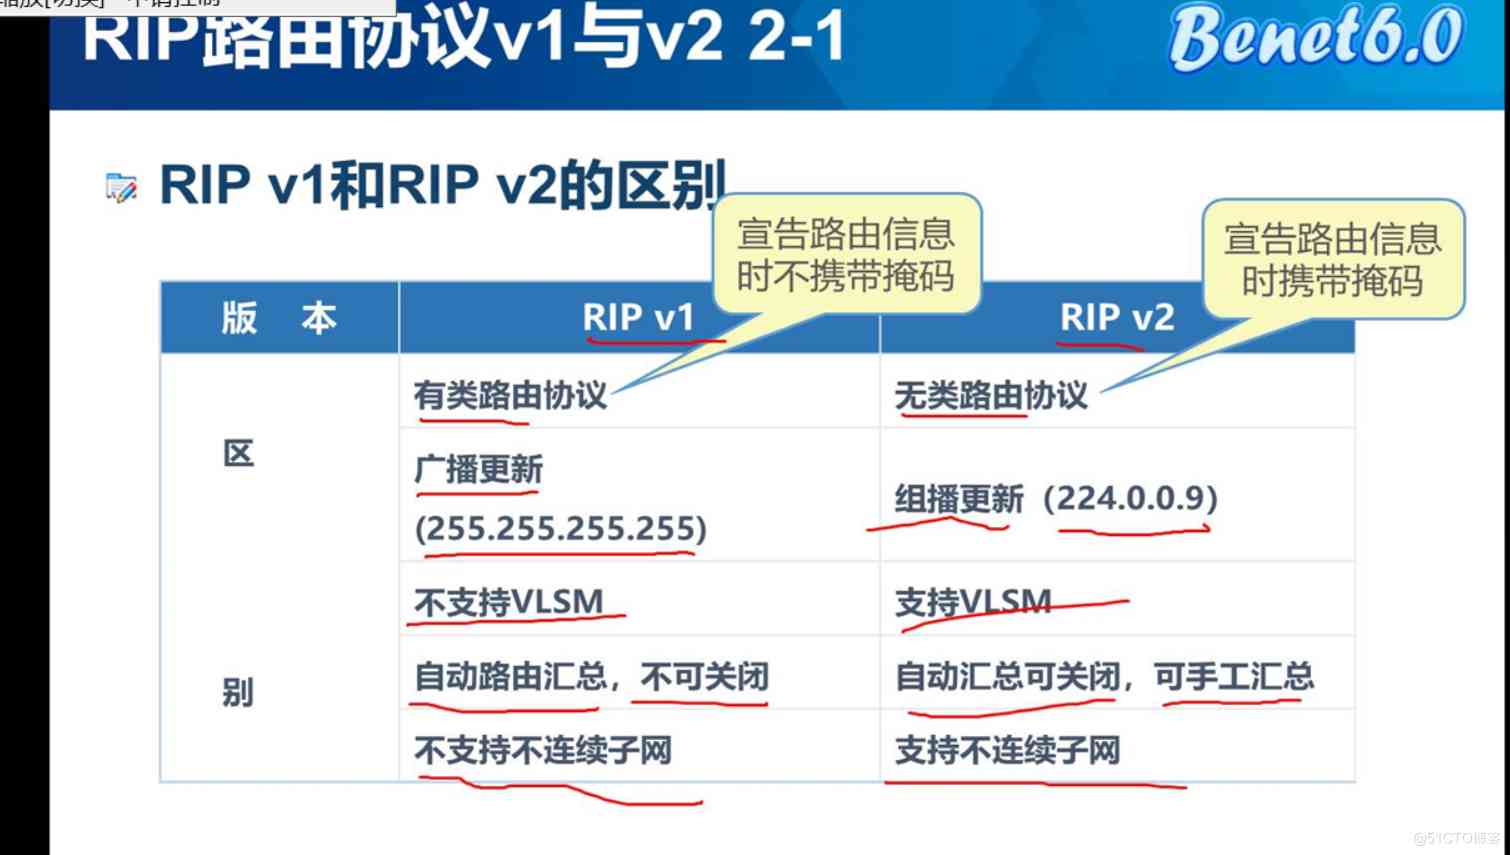 RIP路由协议v1与v2 2-1
Benet6.0
RIP v1和RIP v2的区别
宣告路由信息
时不携带掩码
宣告路由信息
时携带掩码
版 本
RIP v1
RIP v2
区
别
有类路由协议
无类路由协议
广播更新
(255.255.255.255)
组播更新（224.0.0.9）
不支持VLSM
支持VLSM
自动路由汇总，不可关闭
自动汇总可关闭，可手工汇总
不支持不连续子网
支持不连续子网
@51CTO博客